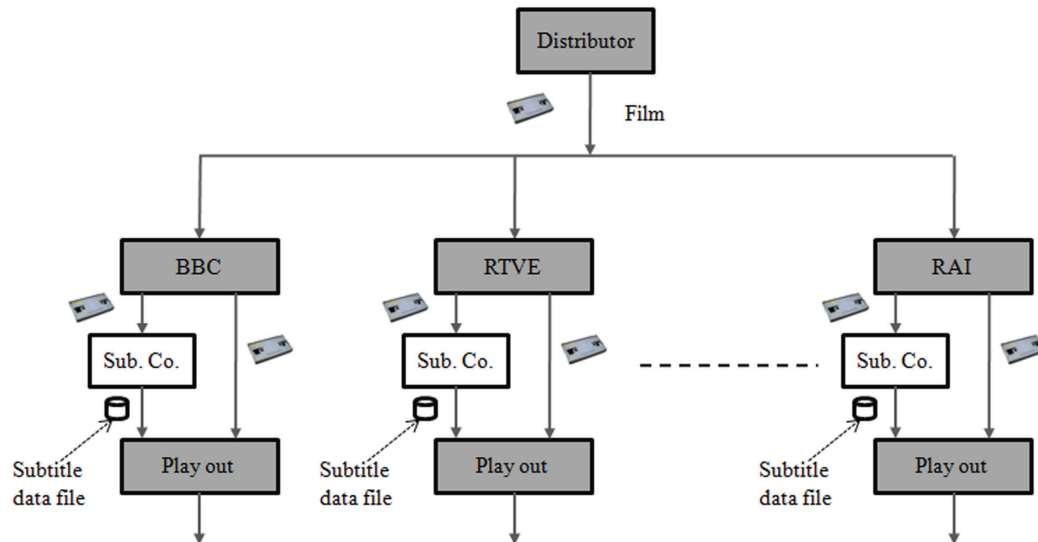 Distributor
Film
BBC
RTVE
RAI
Sub. Co.
Sub. Co.
Sub. Co.
Play out
Play out
Play out
Subtitle
data file
Subtitle
data file
Subtitle
data file